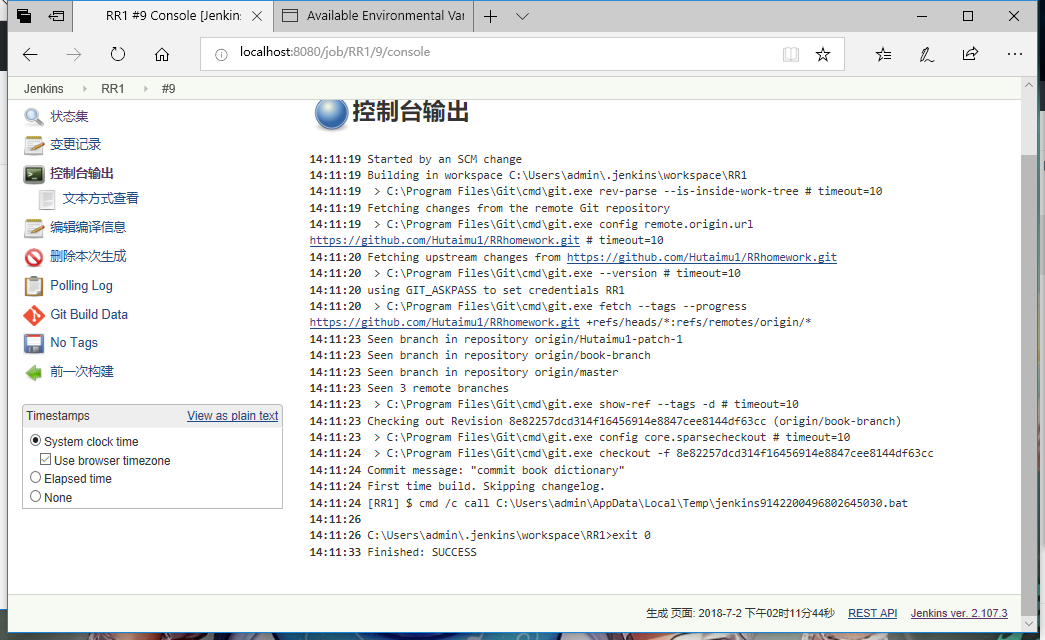 RR1 #9 Console [Jenkins
Available Environmental Var
localhost:8080/job/RR1/9/console
Jenkins RR1 #9
状态集
变更记录
控制台输出
文本方式查看
编辑编译信息
删除本次生成
Polling Log
Git Build Data
No Tags
前一次构建
Timestamps View as plain text
System clock time
Use browser timezone
Elapsed time
None
控制台输出
14:11:19 Started by an SCM change
14:11:19 Building in workspace C:\Users\admin\.jenkins\workspace\RR1
14:11:19 > C:\Program Files\Git\cmd\git.exe rev-parse --is-inside-work-tree # timeout=10
14:11:19 Fetching changes from the remote Git repository
14:11:19 > C:\Program Files\Git\cmd\git.exe config remote.origin.url
https://github.com/Hutaimu1/RRhomework.git # timeout=10
14:11:20 Fetching upstream changes from https://github.com/Hutaimu1/RRhomework.git
14:11:20 > C:\Program Files\Git\cmd\git.exe --version # timeout=10
14:11:20 using GIT_ASKPASS to set credentials RR1
14:11:20 > C:\Program Files\Git\cmd\git.exe fetch --tags --progress
https://github.com/Hutaimu1/RRhomework.git +refs/heads/*:refs/remotes/origin/*
14:11:23 Seen branch in repository origin/Hutaimu1-patch-1
14:11:23 Seen branch in repository origin/book-branch
14:11:23 Seen branch in repository origin/master
14:11:23 Seen 3 remote branches
14:11:23 > C:\Program Files\Git\cmd\git.exe show-ref --tags -d # timeout=10
14:11:23 Checking out Revision 8e82257dcd314f16456914e8847cee8144df63cc (origin/book-branch)
14:11:23 > C:\Program Files\Git\cmd\git.exe config core.sparsecheckout # timeout=10
14:11:24 > C:\Program Files\Git\cmd\git.exe checkout -f 8e82257dcd314f16456914e8847cee8144df63cc
14:11:24 Commit message: "commit book dictionary"
14:11:24 First time build. Skipping changelog.
14:11:24 [RR1] $ cmd /c call C:\Users\admin\AppData\Local\Temp\jenkins9142200496802645030.bat
14:11:26
14:11:26 C:\Users\admin\.jenkins\workspace\RR1>exit 0
14:11:33 Finished: SUCCESS
生成 页面: 2018-7-2 下午02时11分44秒 REST API Jenkins ver. 2.107.3